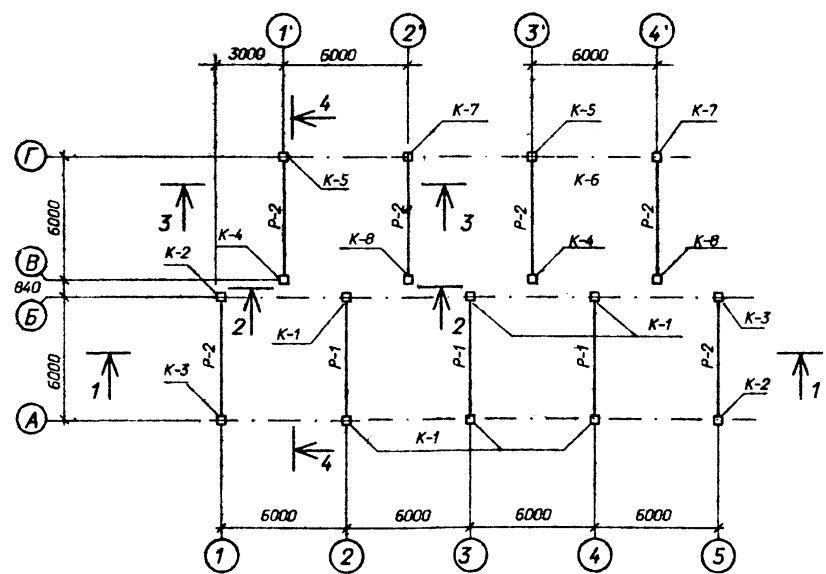 1' 2' 3' 4'
3000 6000 6000
4
К-7 К-5 К-7
Г
К-5 К-6
6000
3 Р-2 Р-2 3 Р-2 Р-2
К-4 К-8 К-4 К-8
К-2
В
840
Б
2 К-1 2 К-1 К-3
6000
1 Р-2 Р-1 Р-1 Р-1 Р-2 1
К-3 К-2
А
К-1
4
6000 6000 6000 6000
1 2 3 4 5